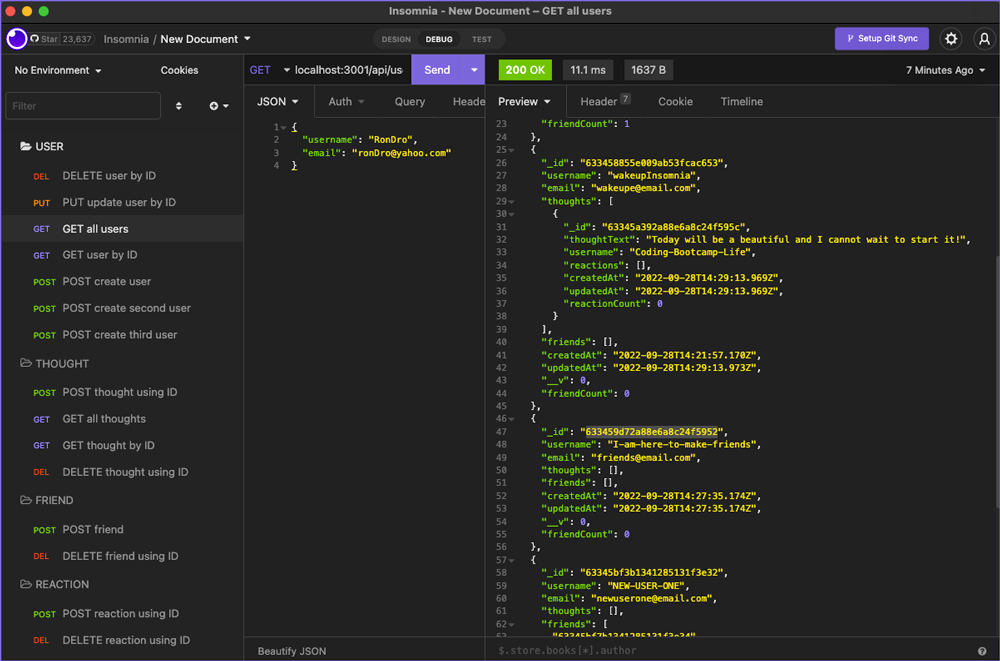 Insomnia - New Document – GET all users
Star 23,637
Insomnia / New Document
DESIGN DEBUG TEST
Setup Git Sync
No Environment
Cookies
Filter
USER
DEL DELETE user by ID
PUT PUT update user by ID
GET GET all users
GET GET user by ID
POST POST create user
POST POST create second user
POST POST create third user
THOUGHT
POST POST thought using ID
GET GET all thoughts
GET GET thought by ID
DEL DELETE thought using ID
FRIEND
POST POST friend
DEL DELETE friend using ID
REACTION
POST POST reaction using ID
DEL DELETE reaction using ID
GET localhost:3001/api/us Send
JSON Auth Query Heade
1 {
2 "username": "RonDro",
3 "email": "ronDro@yahoo.com"
4 }
Beautify JSON
200 OK 11.1 ms 1637 B 7 Minutes Ago
Preview Header 7 Cookie Timeline
23 "friendCount": 1
24 },
25 {
26 "_id": "633458855e009ab53fcac653",
27 "username": "wakeupInsomnia",
28 "email": "wakeupe@email.com",
29 "thoughts": [
30 {
31 "_id": "63345a392a88e6a8c24f595c",
32 "thoughtText": "Today will be a beautiful and I cannot wait to start it!",
33 "username": "Coding-Bootcamp-Life",
34 "reactions": [],
35 "createdAt": "2022-09-28T14:29:13.969Z",
36 "updatedAt": "2022-09-28T14:29:13.969Z",
37 "reactionCount": 0
38 }
39 ],
40 "friends": [],
41 "createdAt": "2022-09-28T14:21:57.170Z",
42 "updatedAt": "2022-09-28T14:29:13.973Z",
43 "__v": 0,
44 "friendCount": 0
45 },
46 {
47 "_id": "633459d72a88e6a8c24f5952",
48 "username": "I-am-here-to-make-friends",
49 "email": "friends@email.com",
50 "thoughts": [],
51 "friends": [],
52 "createdAt": "2022-09-28T14:27:35.174Z",
53 "updatedAt": "2022-09-28T14:27:35.174Z",
54 "__v": 0,
55 "friendCount": 0
56 },
57 {
58 "_id": "63345bf3b1341285131f3e32",
59 "username": "NEW-USER-ONE",
60 "email": "newuserone@email.com",
61 "thoughts": [],
62 "friends": [
63 "63345bf7b1341285131f3e34"
$.store.books[*].author